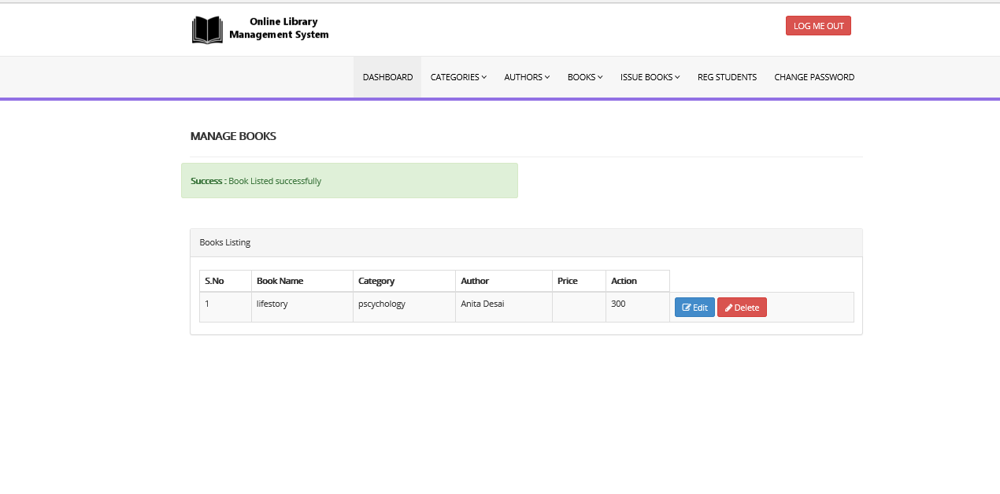 Online Library
Management System
LOG ME OUT
DASHBOARD CATEGORIES AUTHORS BOOKS ISSUE BOOKS REG STUDENTS CHANGE PASSWORD
MANAGE BOOKS
Success : Book Listed successfully
Books Listing
S.No Book Name Category Author Price Action
1 lifestory pscychology Anita Desai 300 Edit Delete